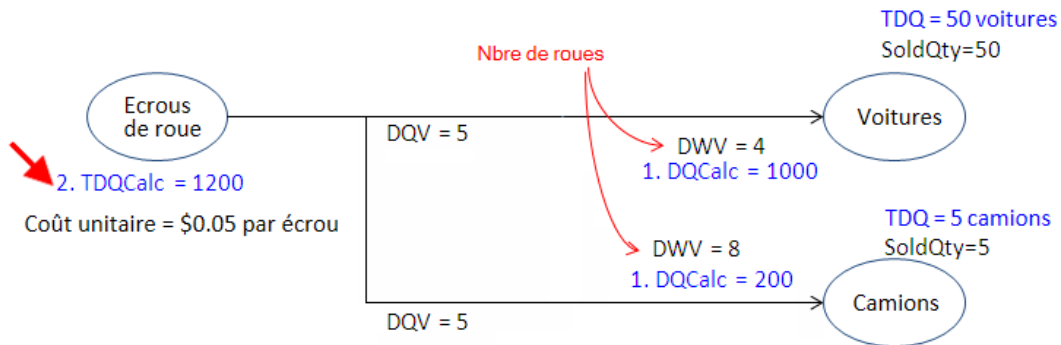 TDQ = 50 voitures
SoldQty=50
Nbre de roues
Ecrous
de roue
Voitures
DQV = 5
DWV = 4
1. DQCalc = 1000
2. TDQCalc = 1200
Coût unitaire = $0.05 par écrou
TDQ = 5 camions
SoldQty=5
DWV = 8
1. DQCalc = 200
Camions
DQV = 5